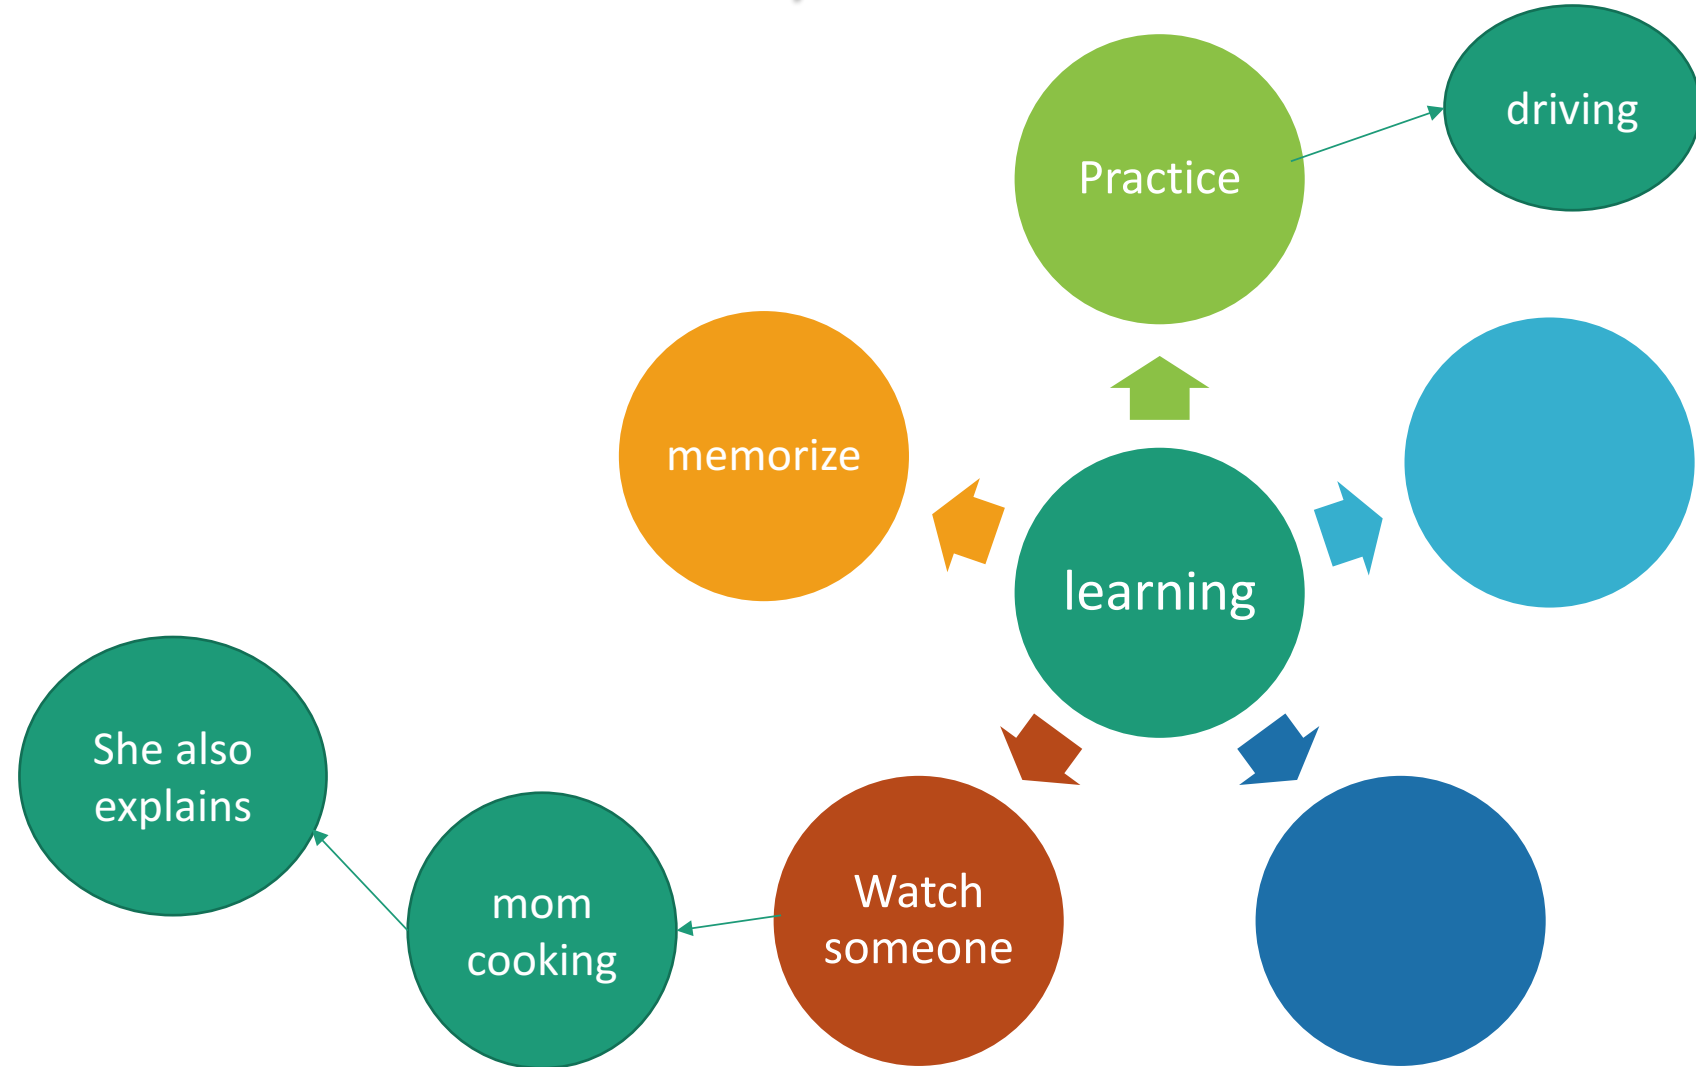 driving
Practice
memorize
learning
She also
explains
Watch
someone
mom
cooking